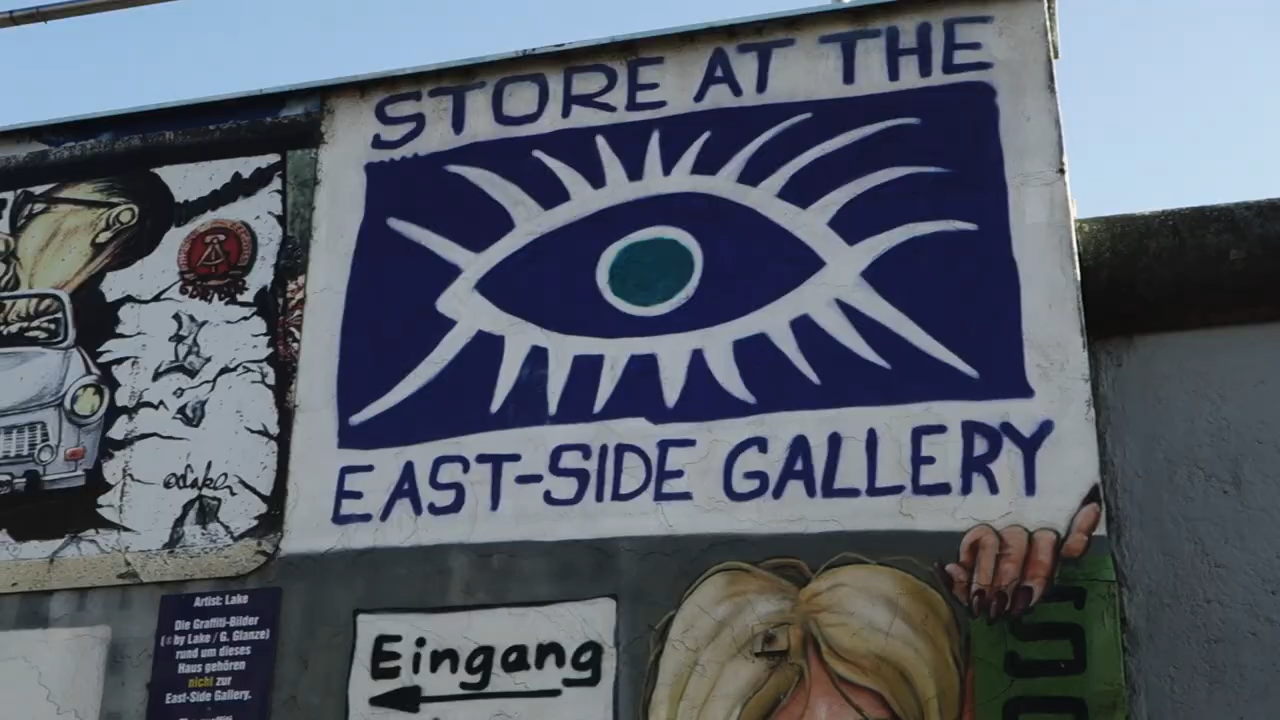 STORE AT THE
EAST-SIDE GALLERY
Artist: Lake
Die Graffiti-Bilder
(© by Lake / G. Glanze)
rund um dieses
Haus gehören
nicht zur
East-Side Gallery.
Eingang